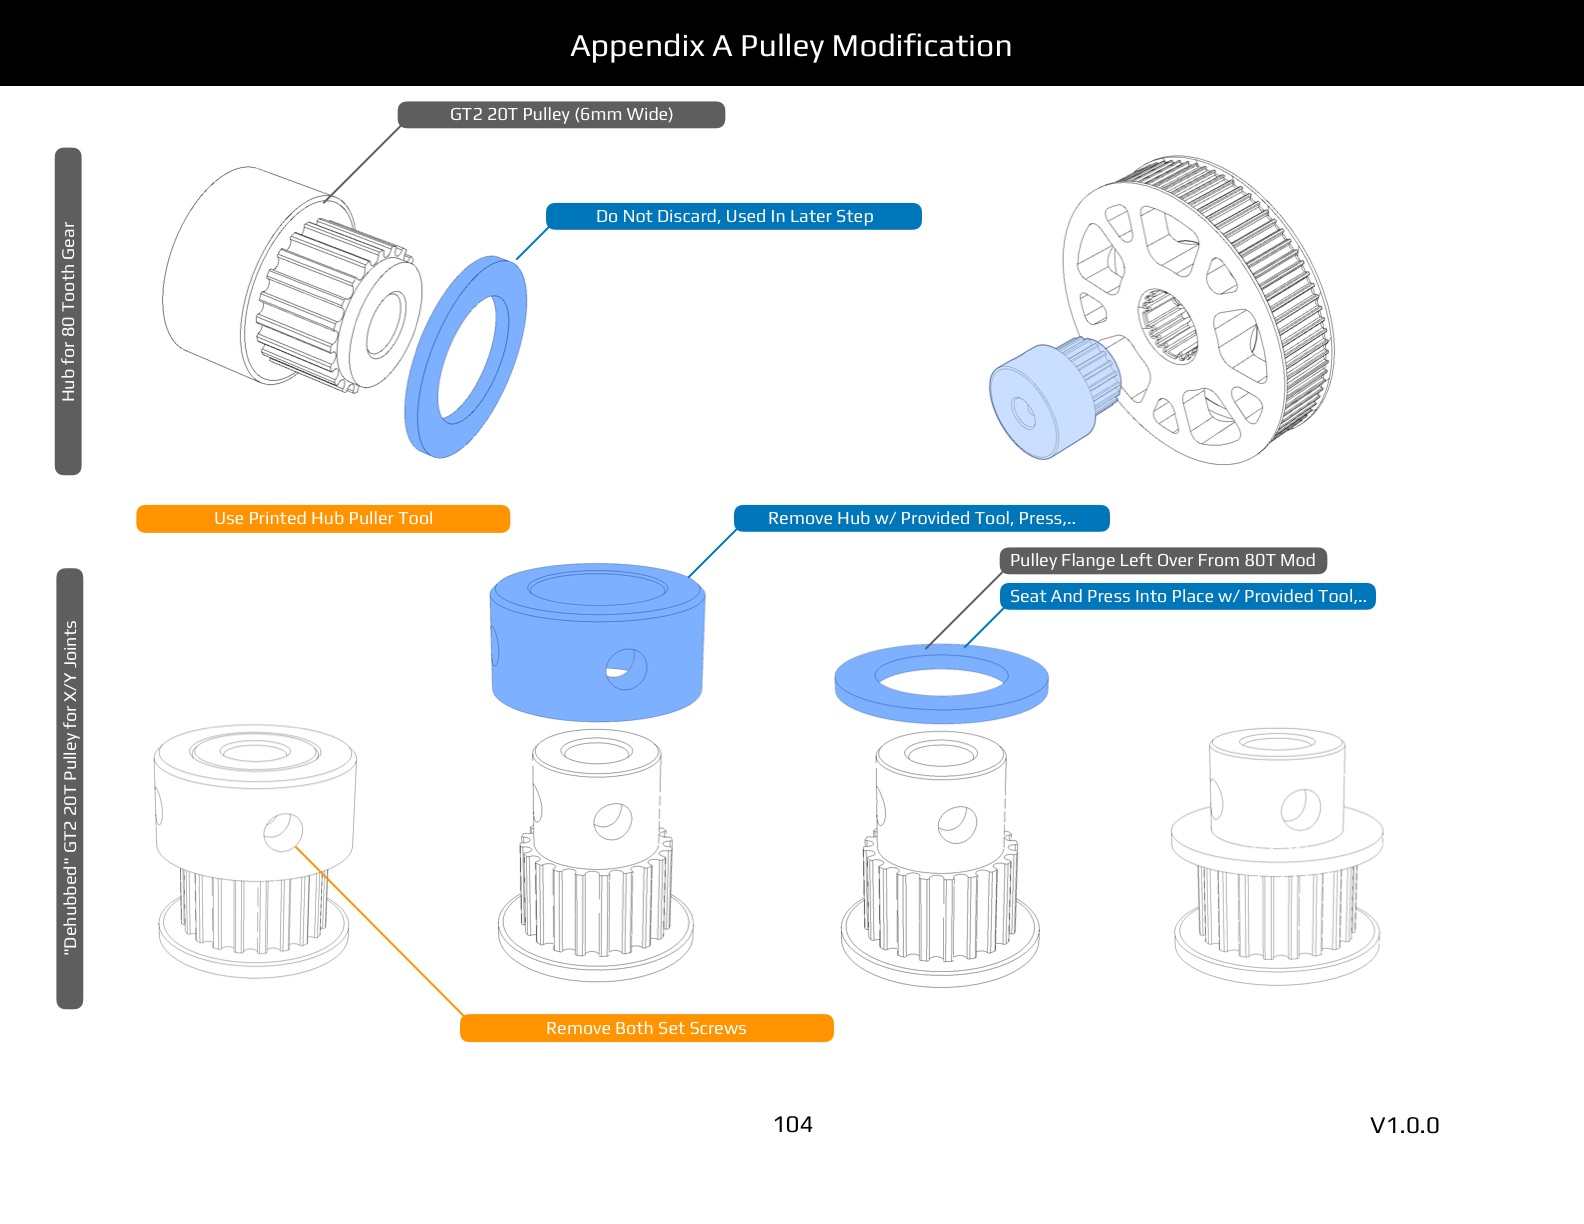 Appendix A Pulley Modification
GT2 20T Pulley (6mm Wide)
Do Not Discard, Used In Later Step
Hub for 80 Tooth Gear
Use Printed Hub Puller Tool
Remove Hub w/ Provided Tool, Press,..
Pulley Flange Left Over From 80T Mod
Seat And Press Into Place w/ Provided Tool,..
"Dehubbed" GT2 20T Pulley for X/Y Joints
Remove Both Set Screws
104
V1.0.0